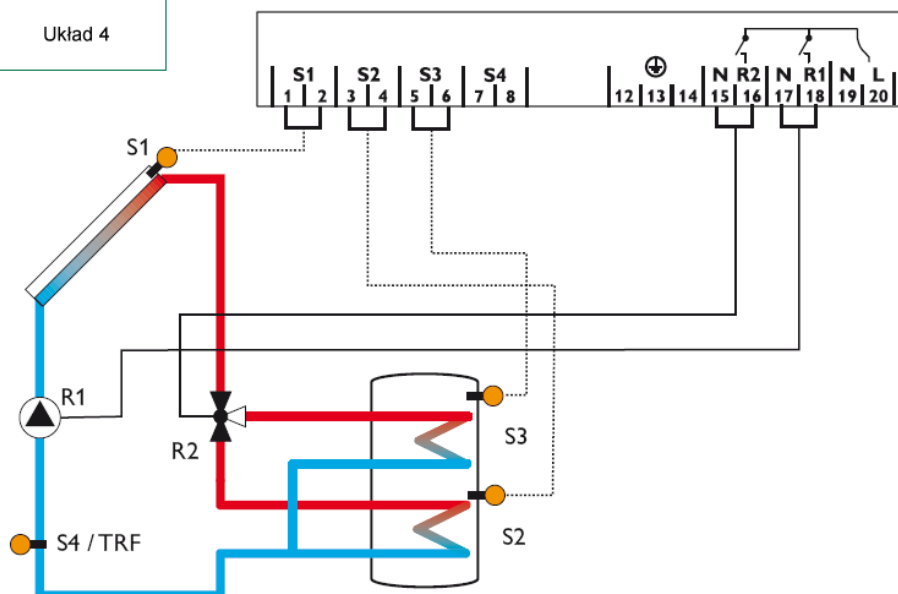 Układ 4
S1 S2 S3 S4 N R2 N R1 N L
1 2 3 4 5 6 7 8 12 13 14 15 16 17 18 19 20
S1
R1
R2
S3
S2
S4 / TRF